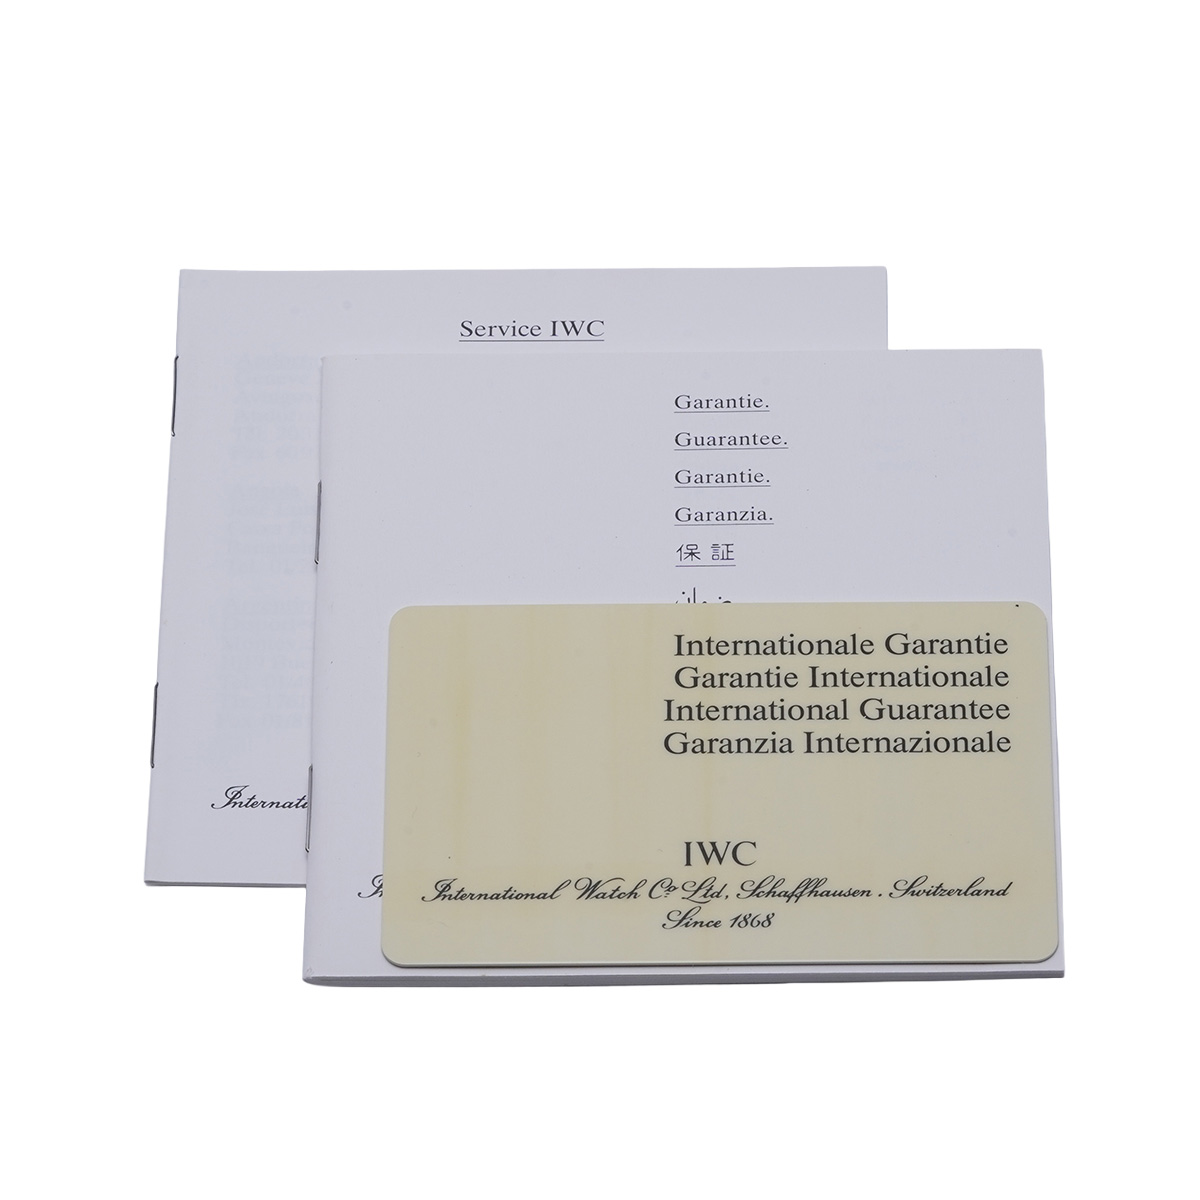 Service IWC
Garantie.
Guarantee.
Garantie.
Garanzia.
保証
Internationale Garantie
Garantie Internationale
International Guarantee
Garanzia Internazionale
IWC
International Watch Co Ltd, Schaffhausen . Switzerland
Since 1868